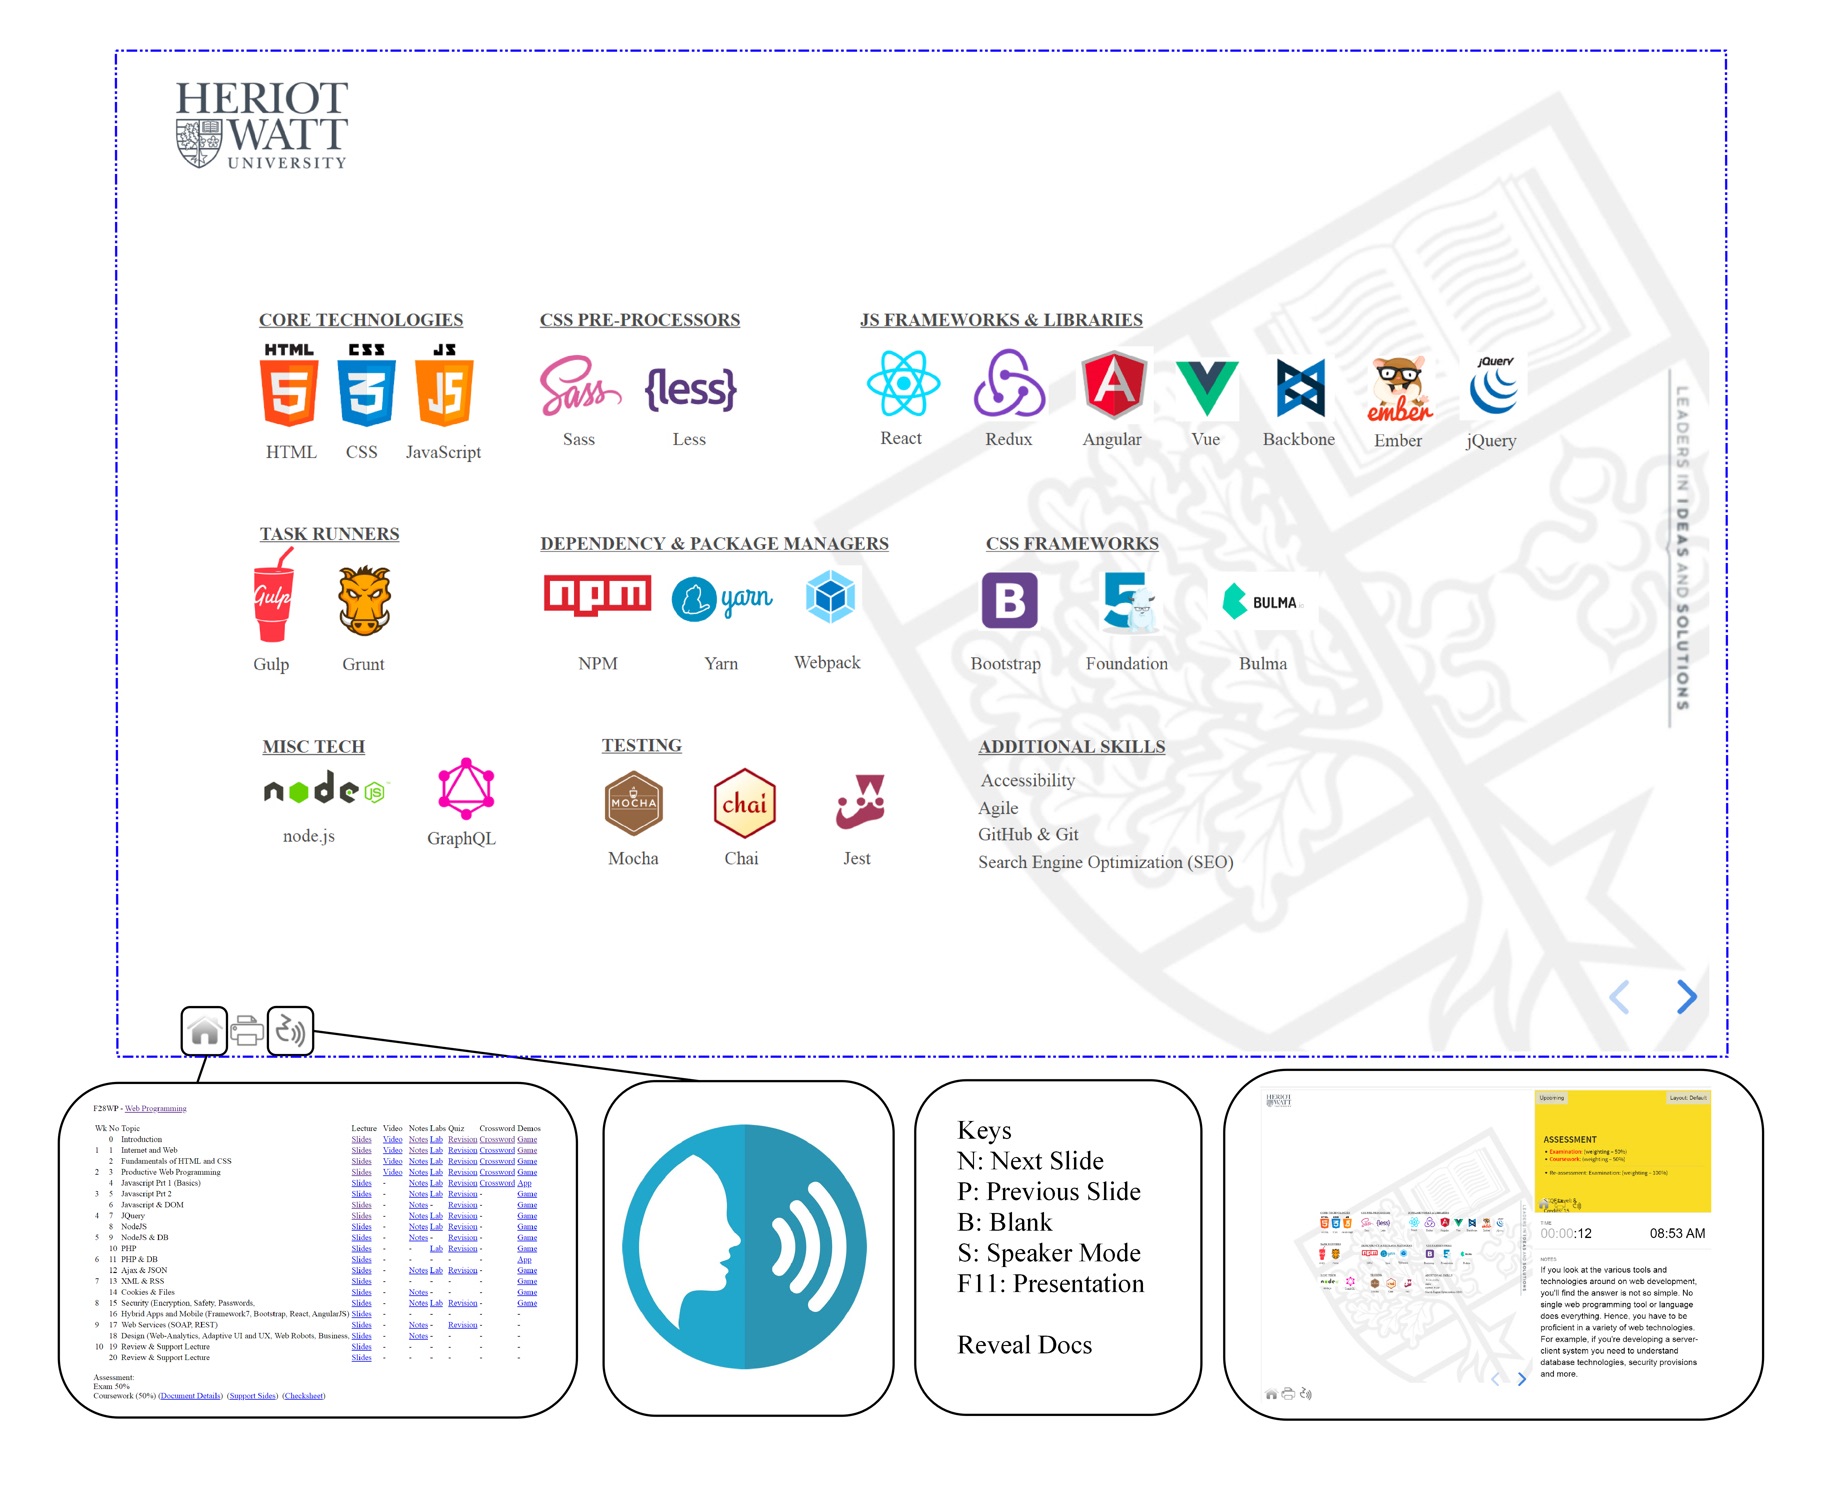 HERIOT
WATT
UNIVERSITY
CORE TECHNOLOGIES
HTML CSS JS
HTML CSS JavaScript
CSS PRE-PROCESSORS
Sass {less}
Sass Less
JS FRAMEWORKS & LIBRARIES
ember jQuery
React Redux Angular Vue Backbone Ember jQuery
TASK RUNNERS
Gulp
Gulp Grunt
DEPENDENCY & PACKAGE MANAGERS
npm yarn
NPM Yarn Webpack
CSS FRAMEWORKS
B 5 BULMA
Bootstrap Foundation Bulma
MISC TECH
node JS
node.js GraphQL
TESTING
MOCHA chai
Mocha Chai Jest
ADDITIONAL SKILLS
Accessibility
Agile
GitHub & Git
Search Engine Optimization (SEO)
LEADERS IN IDEAS AND SOLUTIONS
F28WP - Web Programming
Wk No Topic Lecture Video Notes Labs Quiz Crossword Demos
0 Introduction Slides Video Notes Lab Revision Crossword Game
1 1 Internet and Web Slides Video Notes Lab Revision Crossword Game
2 Fundamentals of HTML and CSS Slides Video Notes Lab Revision Crossword Game
2 3 Productive Web Programming Slides Video Notes Lab Revision Crossword Game
4 Javascript Prt 1 (Basics) Slides - Notes Lab Revision Crossword App
3 5 Javascript Prt 2 Slides - Notes Lab Revision - Game
6 Javascript & DOM Slides - Notes - Revision - Game
4 7 JQuery Slides - Notes Lab Revision - Game
8 NodeJS Slides - Notes Lab Revision - Game
5 9 NodeJS & DB Slides - Notes - Revision - Game
10 PHP Slides - - Lab Revision - Game
6 11 PHP & DB Slides - - - - - App
12 Ajax & JSON Slides - Notes Lab Revision - Game
7 13 XML & RSS Slides - - - - - Game
14 Cookies & Files Slides - Notes - - - Game
8 15 Security (Encryption, Safety, Passwords, Slides - Notes Lab Revision - Game
16 Hybrid Apps and Mobile (Framework7, Bootstrap, React, AngularJS) Slides - - - - - -
9 17 Web Services (SOAP, REST) Slides - Notes - Revision - -
18 Design (Web-Analytics, Adaptive UI and UX, Web Robots, Business, Slides - Notes - - - -
10 19 Review & Support Lecture Slides - - - - - -
20 Review & Support Lecture Slides - - - - - -
Assessment:
Exam 50%
Coursework (50%) (Document Details) (Support Sides) (Checksheet)
Keys
N: Next Slide
P: Previous Slide
B: Blank
S: Speaker Mode
F11: Presentation
Reveal Docs
HERIOT
WATT
Upcoming Layout: Default
ASSESSMENT
• Examination: (weighting – 50%)
• Coursework: (weighting – 50%)
• Re-assessment: Examination: (weighting – 100%)
TIME
00:00:12 08:53 AM
NOTES
If you look at the various tools and
technologies around on web development,
you'll find the answer is not so simple. No
single web programming tool or language
does everything. Hence, you have to be
proficient in a variety of web technologies.
For example, if you're developing a server-
client system you need to understand
database technologies, security provisions
and more.